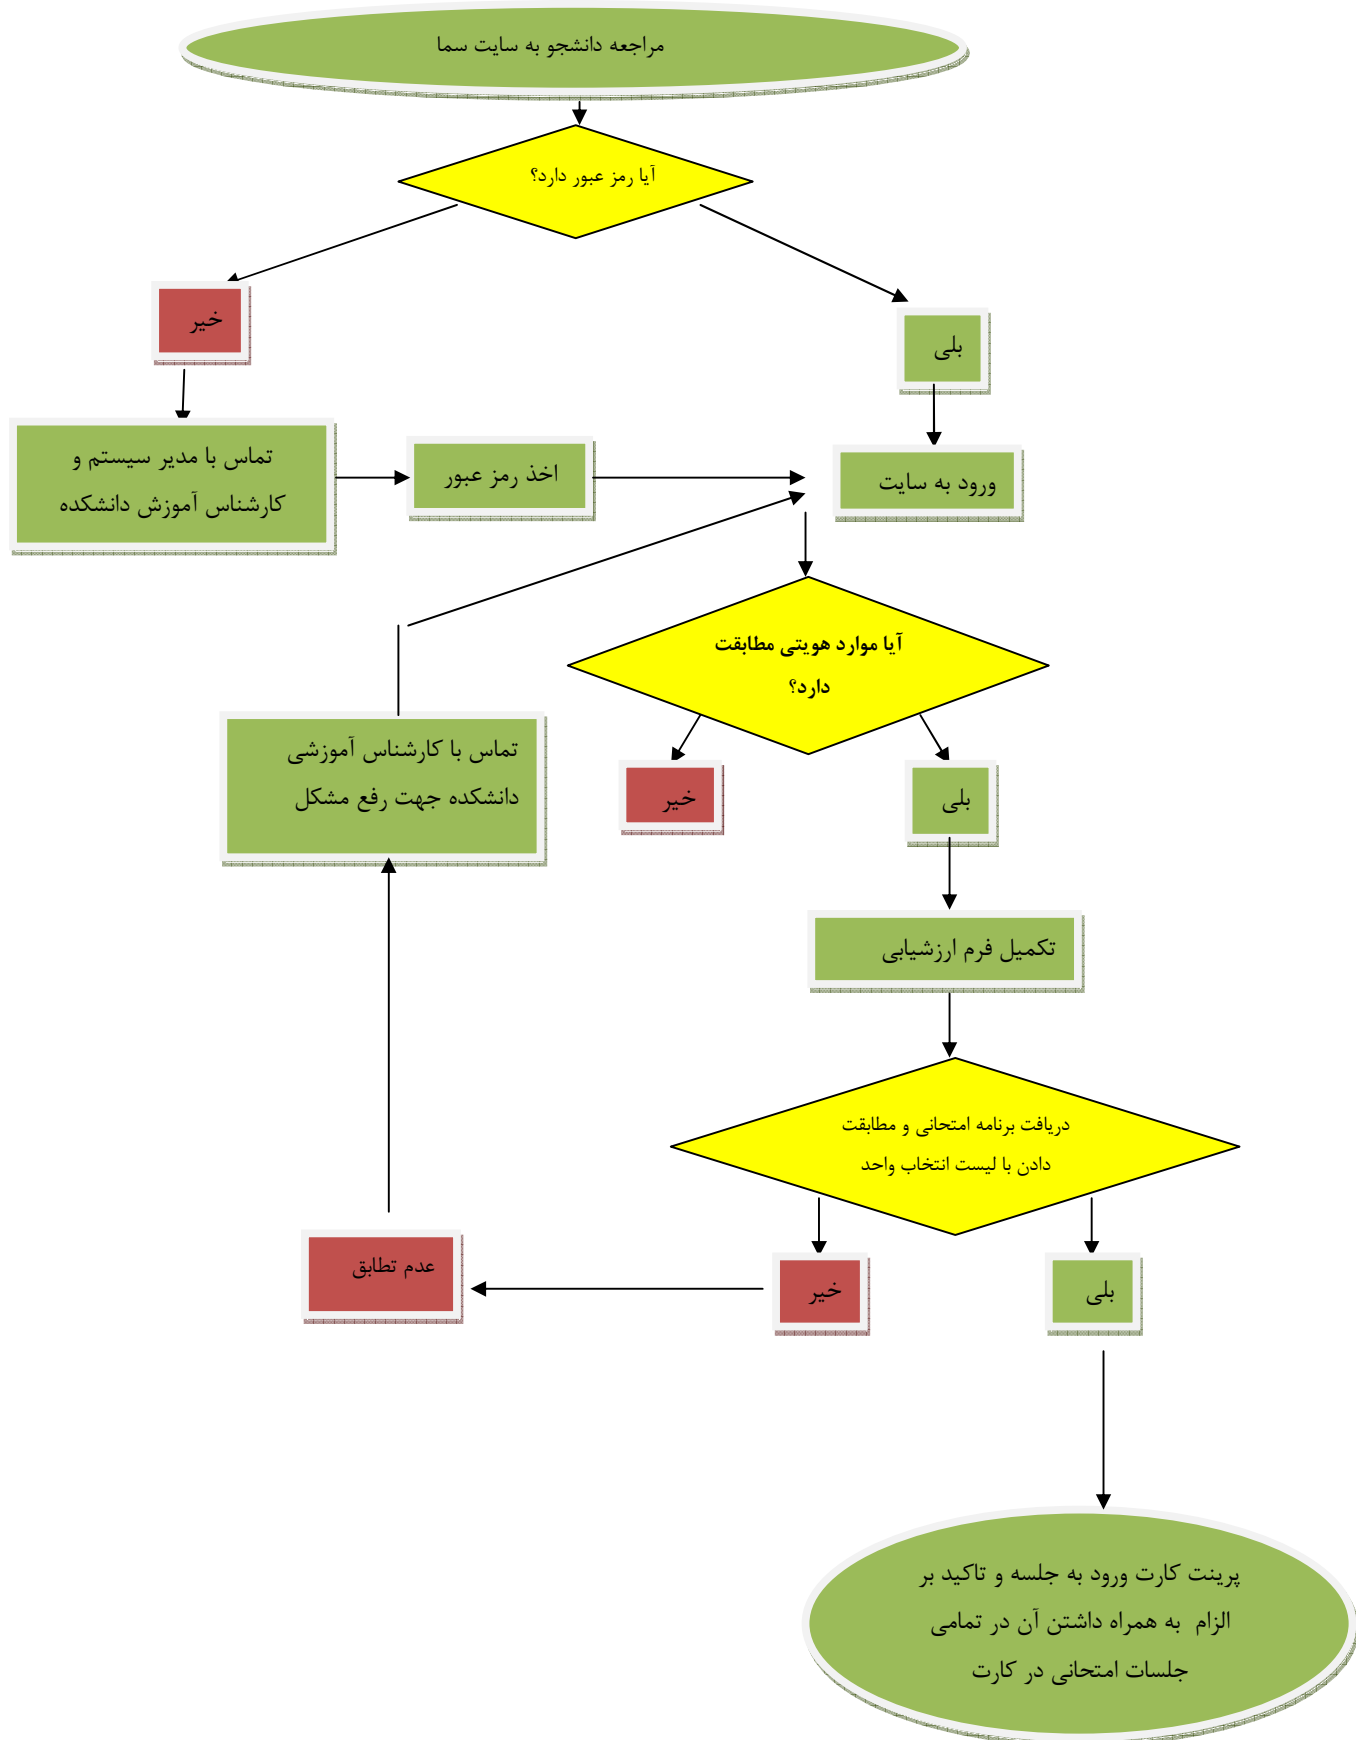 مراجعه دانشجو به سایت سما
آیا رمز عبور دارد؟
خیر
بلی
تماس با مدیر سیستم و
کارشناس آموزش دانشکده
اخذ رمز عبور
ورود به سایت
آیا موارد هویتی مطابقت
دارد؟
تماس با کارشناس آموزشی
دانشکده جهت رفع مشکل
خیر
بلی
تکمیل فرم ارزشیابی
دریافت برنامه امتحانی و مطابقت
دادن با لیست انتخاب واحد
عدم تطابق
خیر
بلی
پرینت کارت ورود به جلسه و تاکید بر
الزام به همراه داشتن آن در تمامی
جلسات امتحانی در کارت